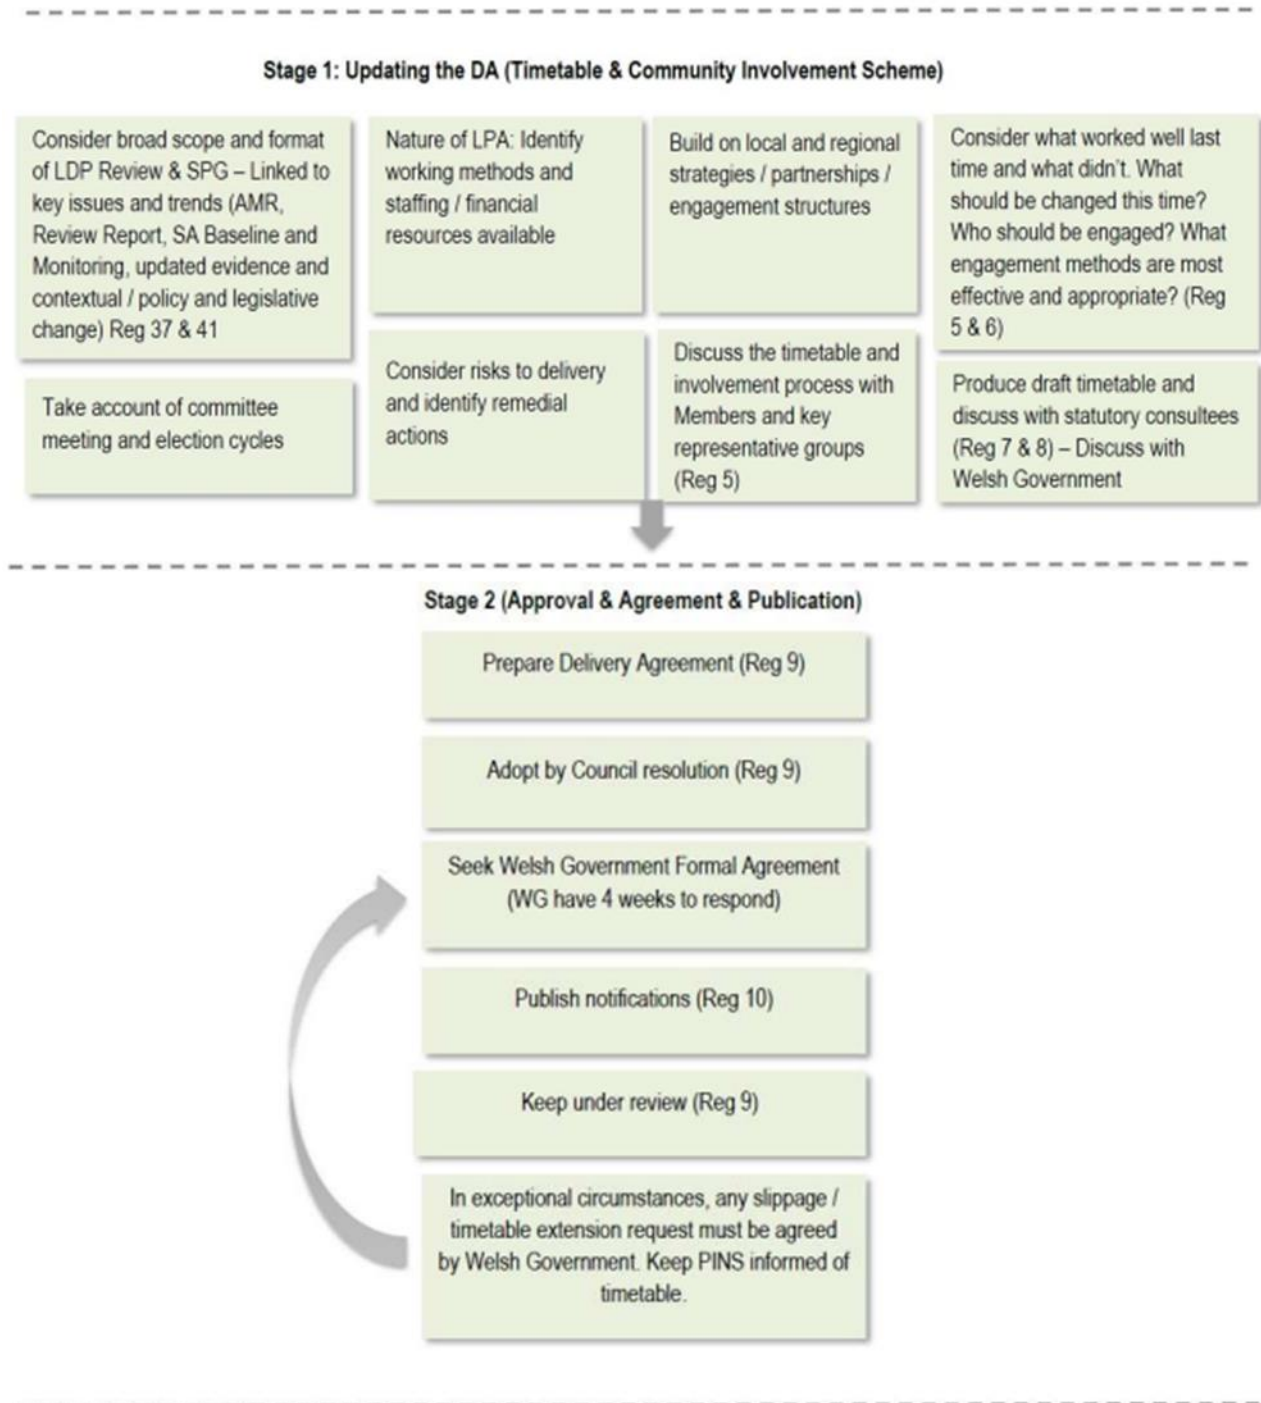 Stage 1: Updating the DA (Timetable & Community Involvement Scheme)
Consider broad scope and format
of LDP Review & SPG – Linked to
key issues and trends (AMR,
Review Report, SA Baseline and
Monitoring, updated evidence and
contextual / policy and legislative
change) Reg 37 & 41
Nature of LPA: Identify
working methods and
staffing / financial
resources available
Build on local and regional
strategies / partnerships /
engagement structures
Consider what worked well last
time and what didn't. What
should be changed this time?
Who should be engaged? What
engagement methods are most
effective and appropriate? (Reg
5 & 6)
Take account of committee
meeting and election cycles
Consider risks to delivery
and identify remedial
actions
Discuss the timetable and
involvement process with
Members and key
representative groups
(Reg 5)
Produce draft timetable and
discuss with statutory consultees
(Reg 7 & 8) – Discuss with
Welsh Government
Stage 2 (Approval & Agreement & Publication)
Prepare Delivery Agreement (Reg 9)
Adopt by Council resolution (Reg 9)
Seek Welsh Government Formal Agreement
(WG have 4 weeks to respond)
Publish notifications (Reg 10)
Keep under review (Reg 9)
In exceptional circumstances, any slippage /
timetable extension request must be agreed
by Welsh Government. Keep PINS informed of
timetable.